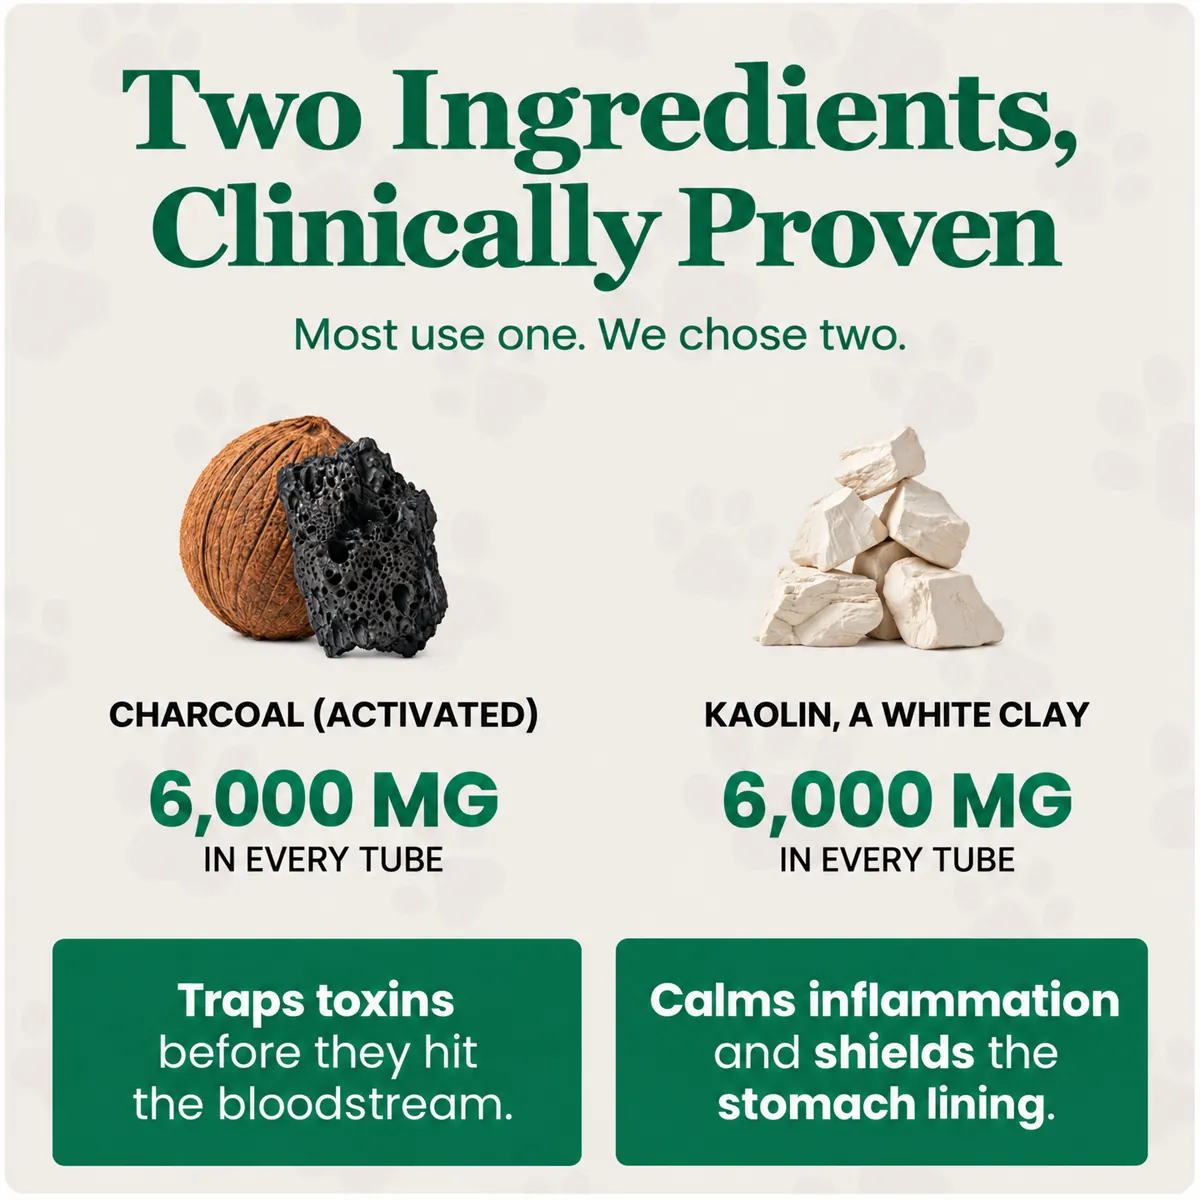 Two Ingredients,
Clinically Proven
Most use one. We chose two.
CHARCOAL (ACTIVATED)
6,000 MG
IN EVERY TUBE
Traps toxins
before they hit
the bloodstream.
KAOLIN, A WHITE CLAY
6,000 MG
IN EVERY TUBE
Calms inflammation
and shields the
stomach lining.